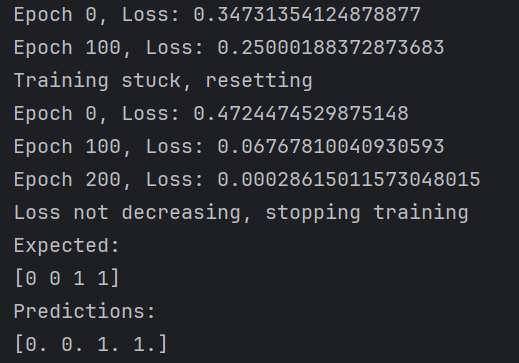 Epoch 0, Loss: 0.34731354124878877
Epoch 100, Loss: 0.25000188372873683
Training stuck, resetting
Epoch 0, Loss: 0.4724474529875148
Epoch 100, Loss: 0.06767810040930593
Epoch 200, Loss: 0.00028615011573048015
Loss not decreasing, stopping training
Expected:
[0 0 1 1]
Predictions:
[0. 0. 1. 1.]